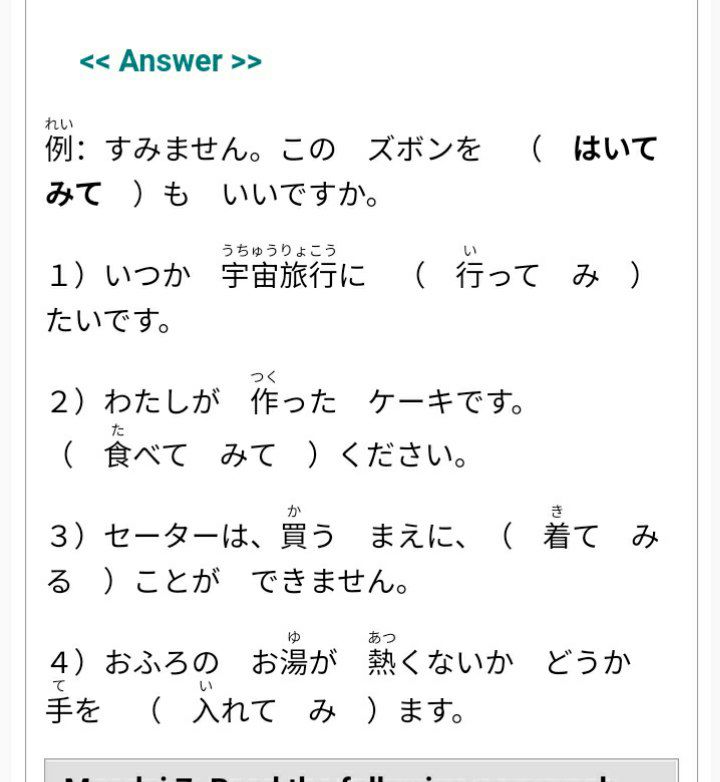 << Answer >>
れい
例：すみません。この　ズボンを　（　はいて
みて　）も　いいですか。
うちゅうりょこう　い
１）いつか　宇宙旅行に　（　行って　み　）
たいです。
つく
２）わたしが　作った　ケーキです。
た
（　食べて　みて　）ください。
か　き
３）セーターは、買う　まえに、（　着て　み
る　）ことが　できません。
ゆ　あつ
４）おふろの　お湯が　熱くないか　どうか
て　い
手を　（　入れて　み　）ます。